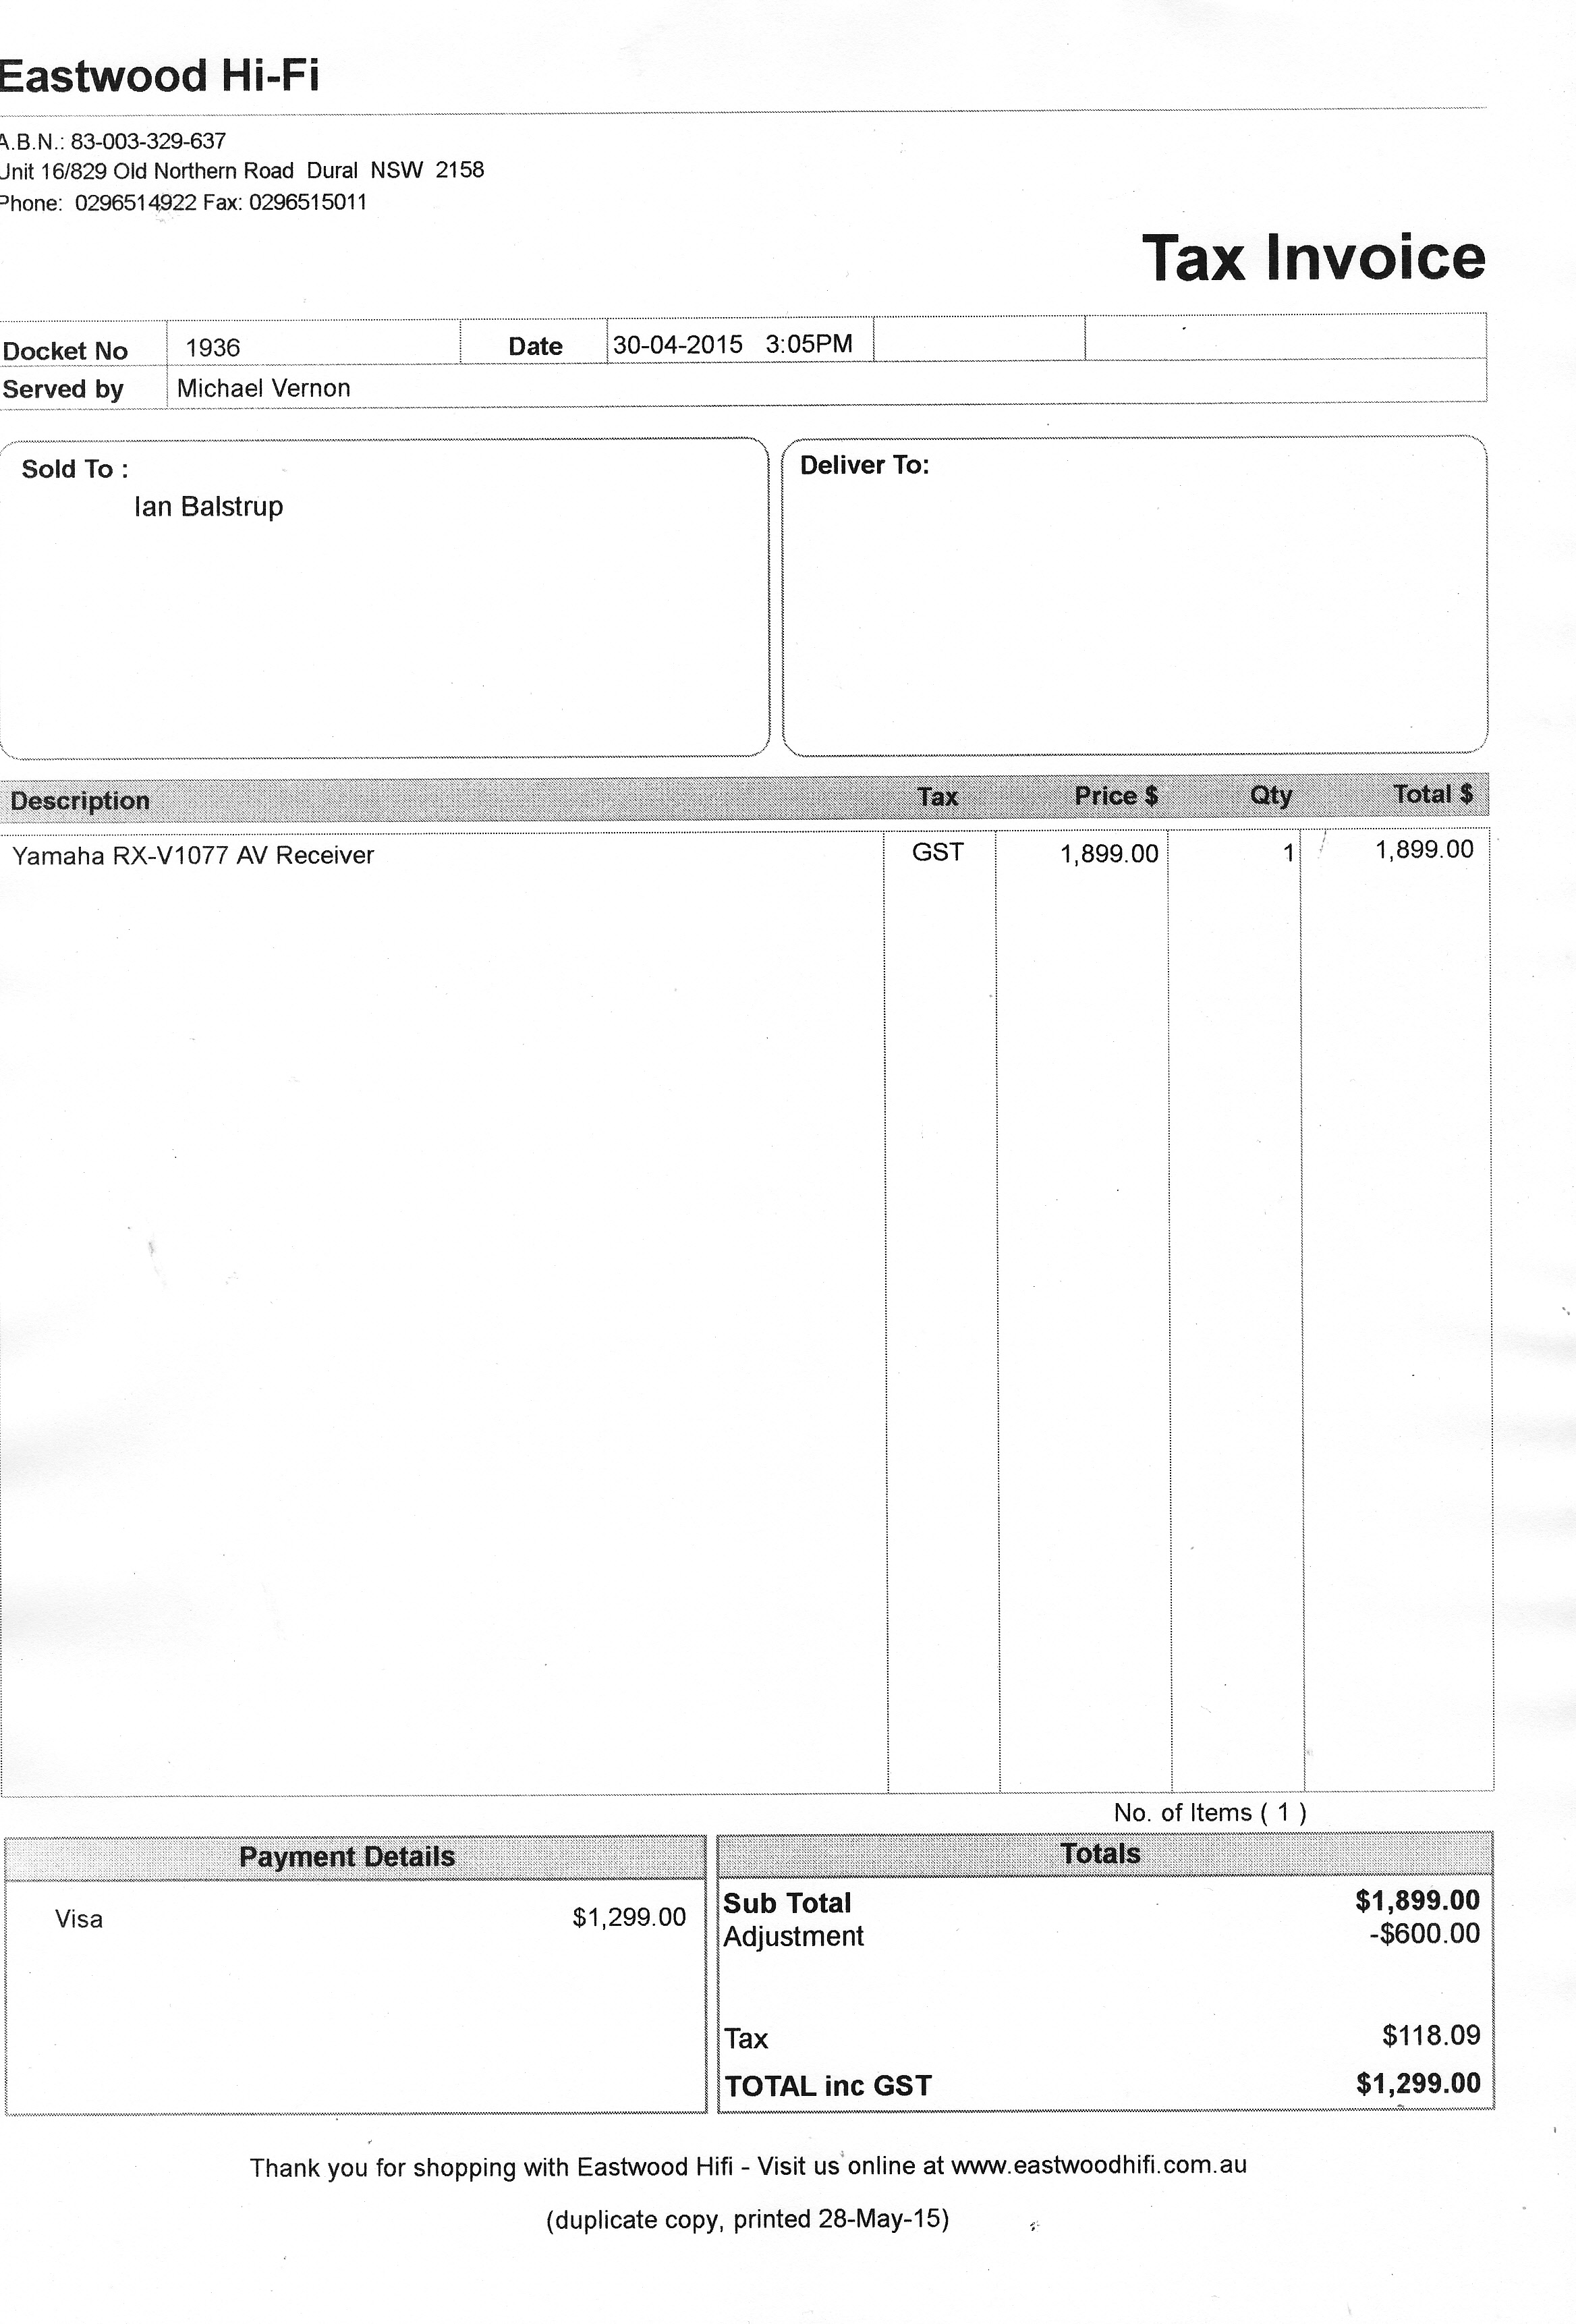 Eastwood Hi-Fi
A.B.N.: 83-003-329-637
Unit 16/829 Old Northern Road Dural NSW 2158
Phone: 0296514922 Fax: 0296515011
Tax Invoice
Docket No 1936 Date 30-04-2015 3:05PM
Served by Michael Vernon
Sold To : Deliver To:
Ian Balstrup
Description Tax Price $ Qty Total $
Yamaha RX-V1077 AV Receiver GST 1,899.00 1 1,899.00
No. of Items ( 1 )
Payment Details Totals
Visa $1,299.00 Sub Total $1,899.00
Adjustment -$600.00
Tax $118.09
TOTAL inc GST $1,299.00
Thank you for shopping with Eastwood Hifi - Visit us online at www.eastwoodhifi.com.au
(duplicate copy, printed 28-May-15)